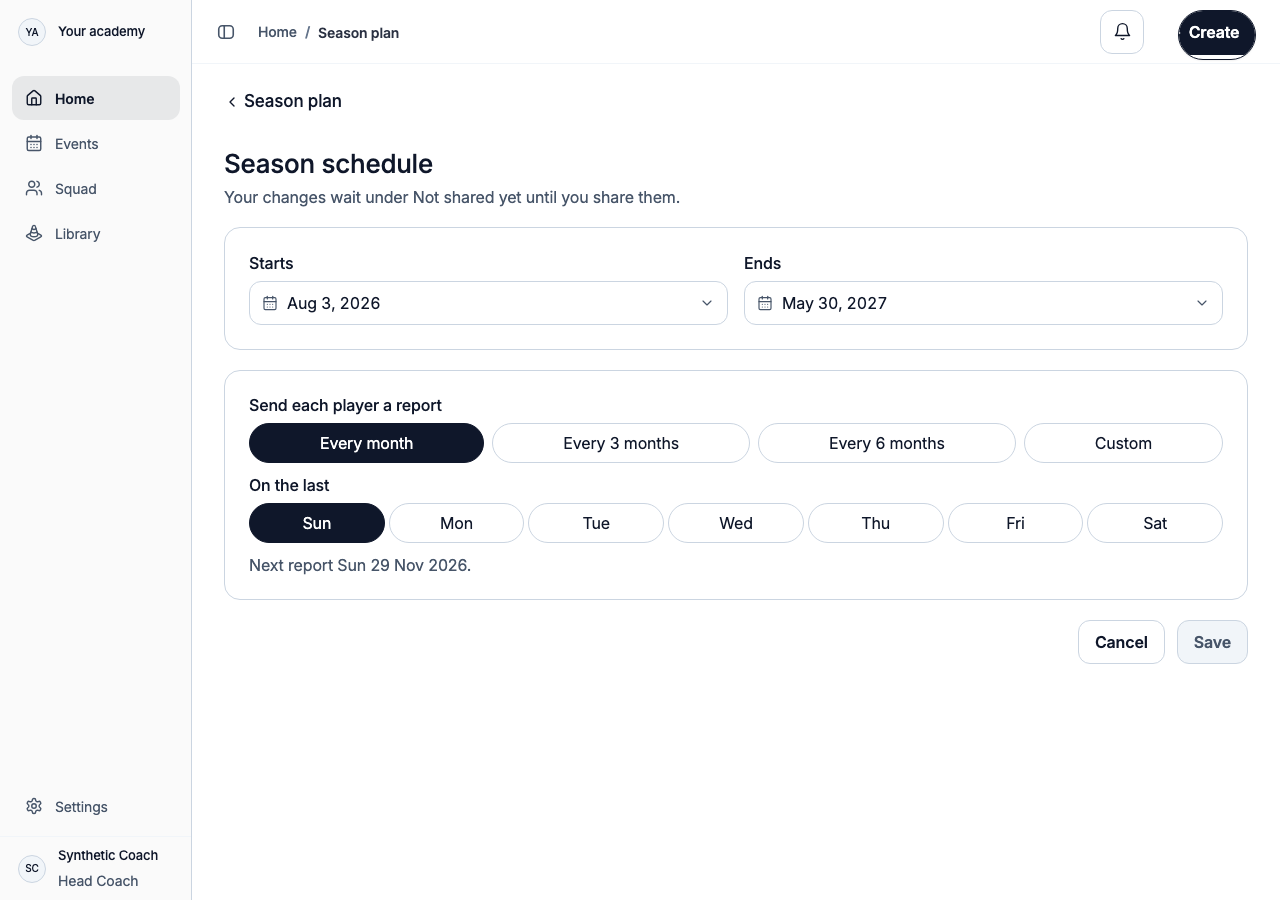 YA
Your academy
Home / Season plan
Create
Home
Events
Squad
Library
Season plan
Season schedule
Your changes wait under Not shared yet until you share them.
Starts
Ends
Aug 3, 2026
May 30, 2027
Send each player a report
Every month
Every 3 months
Every 6 months
Custom
On the last
Sun
Mon
Tue
Wed
Thu
Fri
Sat
Next report Sun 29 Nov 2026.
Cancel
Save
Settings
SC
Synthetic Coach
Head Coach